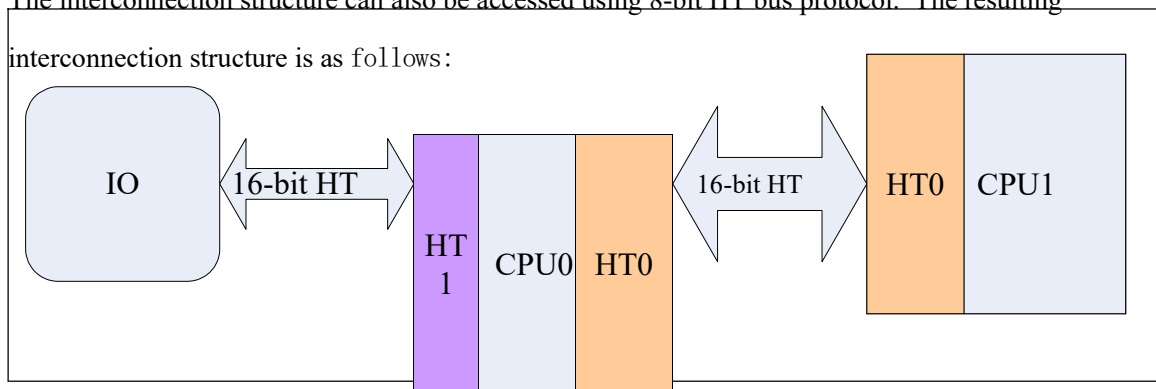 The interconnection structure can also be accessed using 8-bit HT bus protocol. The resulting
interconnection structure is as follows:
IO
16-bit HT
HT
1
CPU0
HT0
16-bit HT
HT0
CPU1